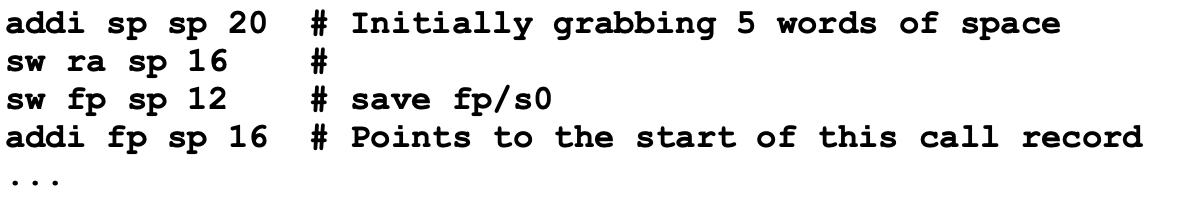 addi sp sp 20 # Initially grabbing 5 words of space
sw ra sp 16 #
sw fp sp 12 # save fp/s0
addi fp sp 16 # Points to the start of this call record
...